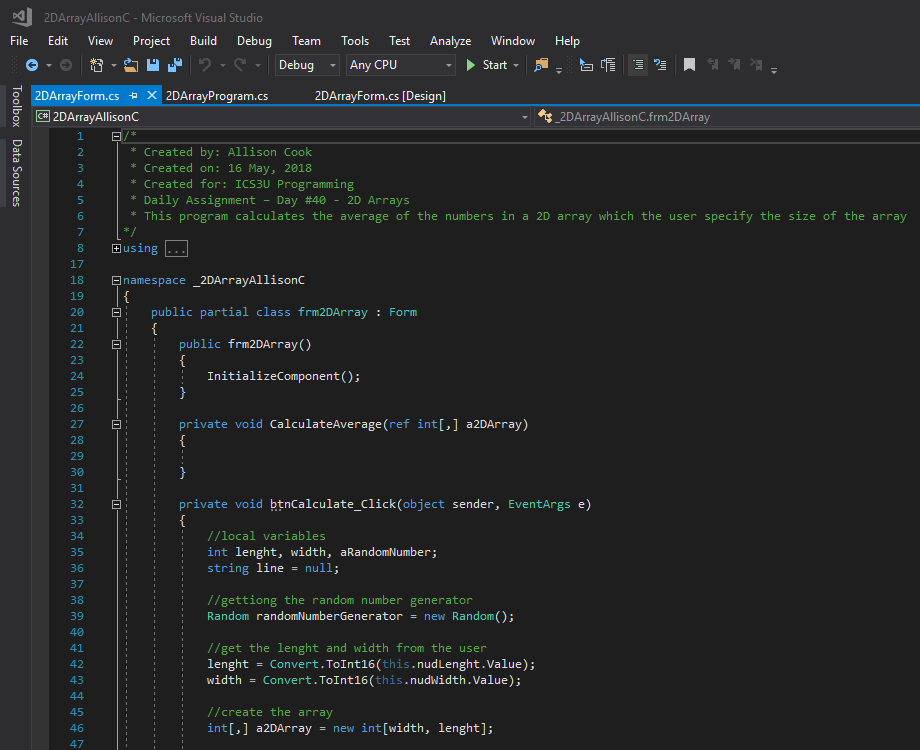 2DArrayAllisonC - Microsoft Visual Studio
File Edit View Project Build Debug Team Tools Test Analyze Window Help
Debug Any CPU Start
2DArrayForm.cs 2DArrayProgram.cs 2DArrayForm.cs [Design]
Toolbox
Data Sources
C# 2DArrayAllisonC _2DArrayAllisonC.frm2DArray
1 /*
2 * Created by: Allison Cook
3 * Created on: 16 May, 2018
4 * Created for: ICS3U Programming
5 * Daily Assignment – Day #40 - 2D Arrays
6 * This program calculates the average of the numbers in a 2D array which the user specify the size of the array
7 */
8 using ...
17
18 namespace _2DArrayAllisonC
19 {
20 public partial class frm2DArray : Form
21 {
22 public frm2DArray()
23 {
24 InitializeComponent();
25 }
26
27 private void CalculateAverage(ref int[,] a2DArray)
28 {
29
30 }
31
32 private void btnCalculate_Click(object sender, EventArgs e)
33 {
34 //local variables
35 int lenght, width, aRandomNumber;
36 string line = null;
37
38 //gettiong the random number generator
39 Random randomNumberGenerator = new Random();
40
41 //get the lenght and width from the user
42 lenght = Convert.ToInt16(this.nudLenght.Value);
43 width = Convert.ToInt16(this.nudWidth.Value);
44
45 //create the array
46 int[,] a2DArray = new int[width, lenght];
47